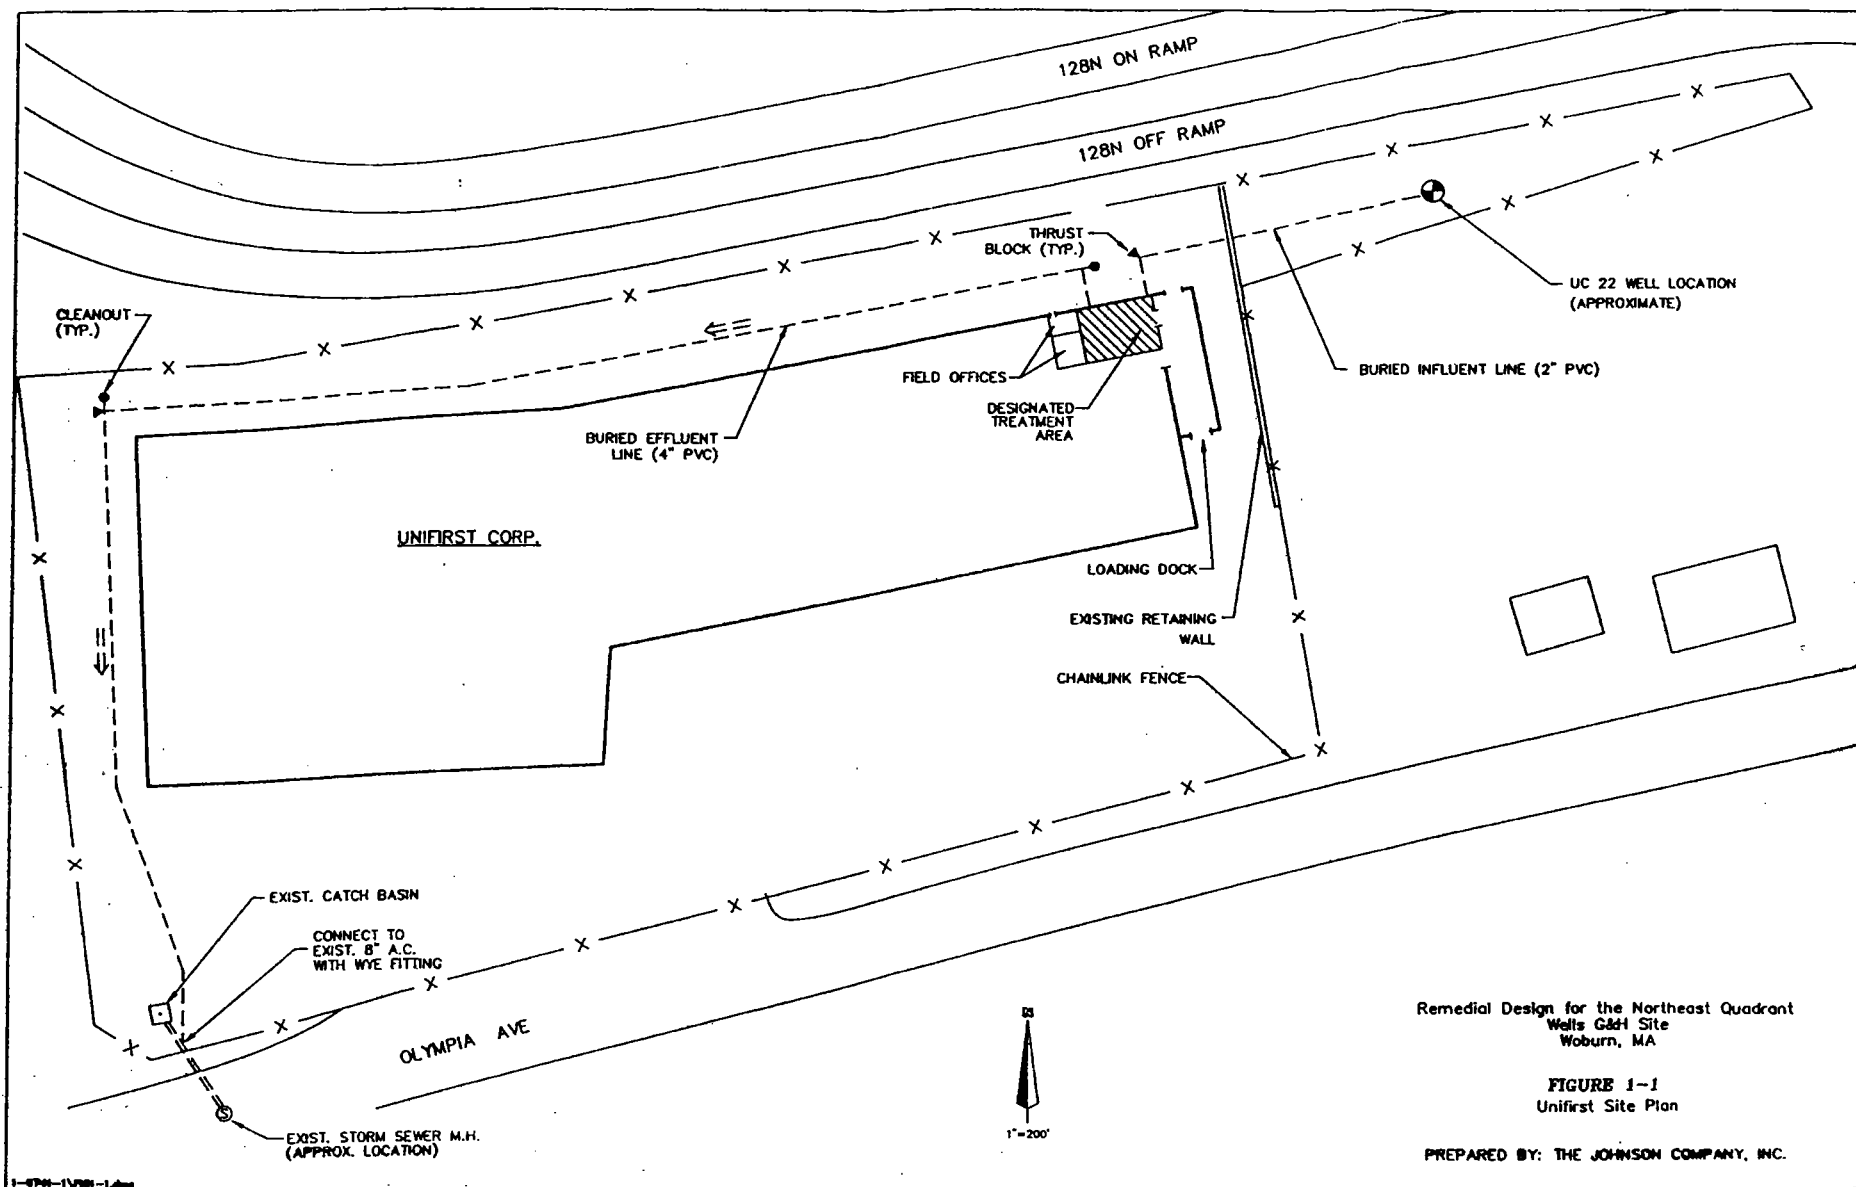 128N ON RAMP
128N OFF RAMP
THRUST
BLOCK (TYP.)
CLEANOUT
(TYP.)
UC 22 WELL LOCATION
(APPROXIMATE)
FIELD OFFICES
BURIED INFLUENT LINE (2" PVC)
DESIGNATED
TREATMENT
AREA
BURIED EFFLUENT
LINE (4" PVC)
UNIFIRST CORP.
LOADING DOCK
EXISTING RETAINING
WALL
CHAINLINK FENCE
EXIST. CATCH BASIN
CONNECT TO
EXIST. 8" A.C.
WITH WYE FITTING
OLYMPIA AVE
S
EXIST. STORM SEWER M.H.
(APPROX. LOCATION)
1"=200'
Remedial Design for the Northeast Quadrant
Wells G&H Site
Woburn, MA
FIGURE 1-1
Unifirst Site Plan
PREPARED BY: THE JOHNSON COMPANY, INC.